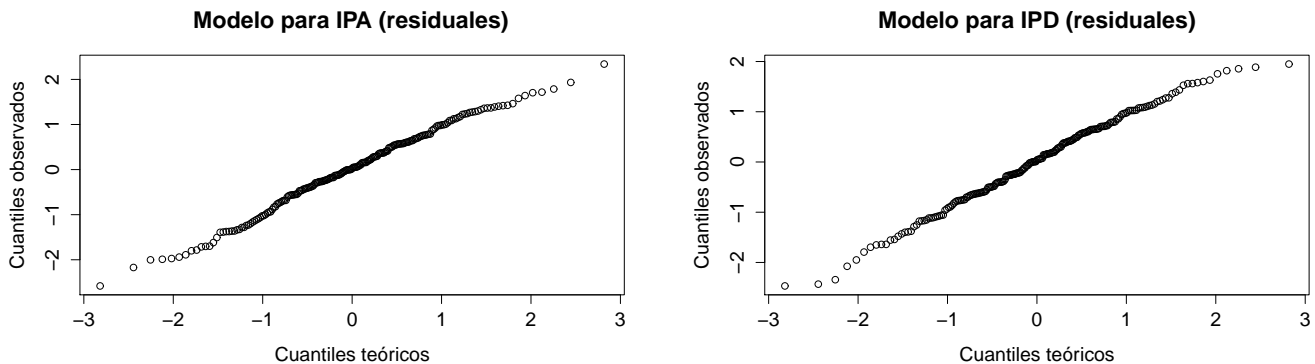 Modelo para IPA (residuales)
Cuantiles observados
2
1
0
−1
−2
−3 −2 −1 0 1 2 3
Cuantiles teóricos
Modelo para IPD (residuales)
Cuantiles observados
2
1
0
−1
−2
−3 −2 −1 0 1 2 3
Cuantiles teóricos